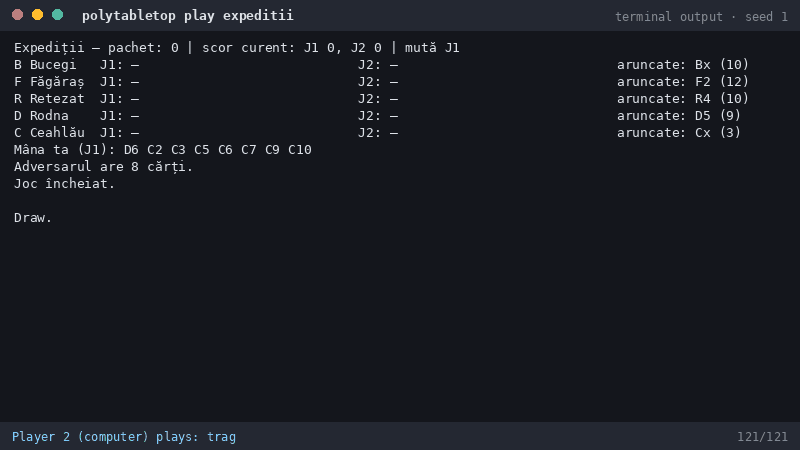 polytabletop play expeditii
terminal output · seed 1
Expediții — pachet: 0 | scor curent: J1 0, J2 0 | mută J1
B Bucegi J1: — J2: — aruncate: Bx (10)
F Făgăraș J1: — J2: — aruncate: F2 (12)
R Retezat J1: — J2: — aruncate: R4 (10)
D Rodna J1: — J2: — aruncate: D5 (9)
C Ceahlău J1: — J2: — aruncate: Cx (3)
Mâna ta (J1): D6 C2 C3 C5 C6 C7 C9 C10
Adversarul are 8 cărți.
Joc încheiat.
Draw.
Player 2 (computer) plays: trag
121/121